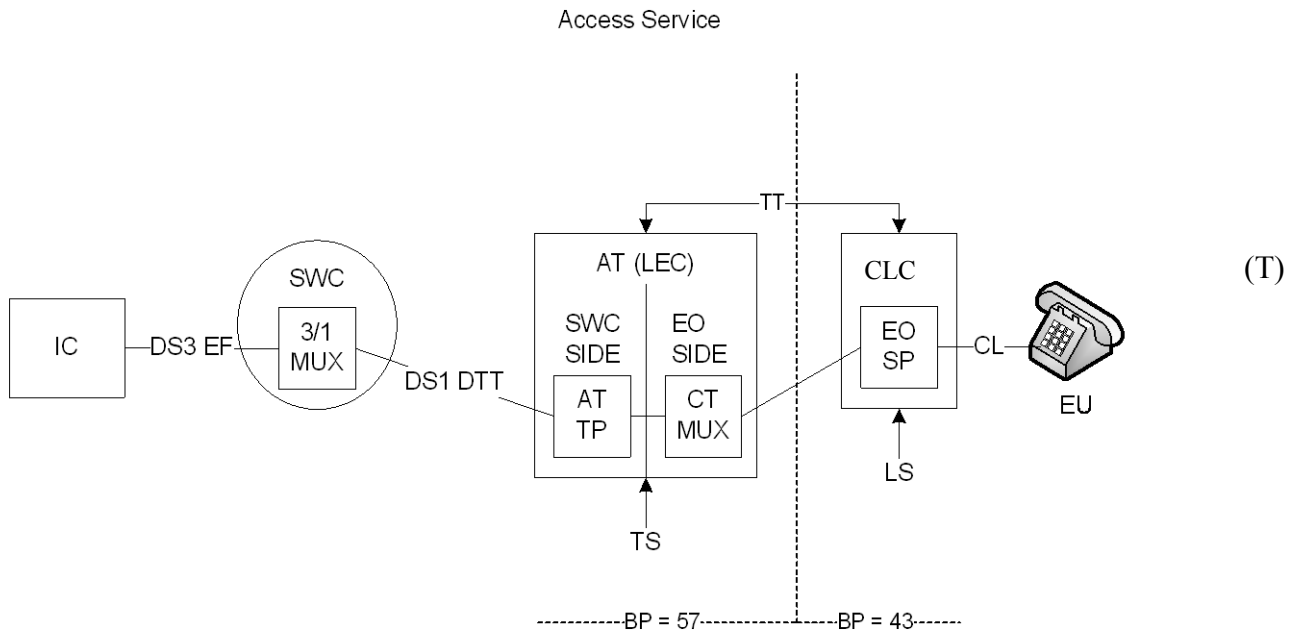 Access Service
TT
AT (LEC)
CLC
(T)
SWC
SWC
SIDE
EO
SIDE
IC
DS3 EF
3/1
MUX
DS1 DTT
AT
TP
CT
MUX
EO
SP
CL
EU
LS
TS
BP = 57
BP = 43